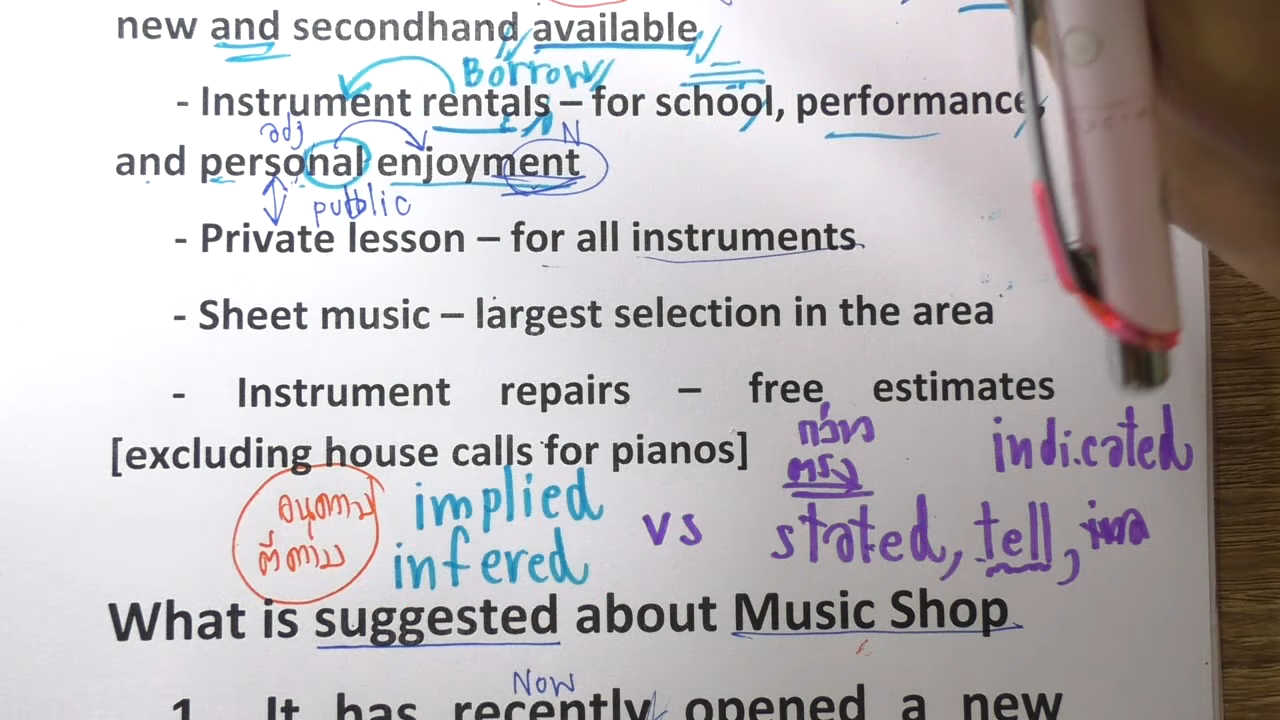 new and secondhand available
Borrow
- Instrument rentals – for school, performance,
adj N
and personal enjoyment
public
- Private lesson – for all instruments
- Sheet music – largest selection in the area
- Instrument repairs – free estimates
กล่าว
ตรง
indicated
[excluding house calls for pianos]
อนุมาน
ตีความ
implied
infered
vs
stated, tell,
What is suggested about Music Shop
Now
1. It has recently opened a new